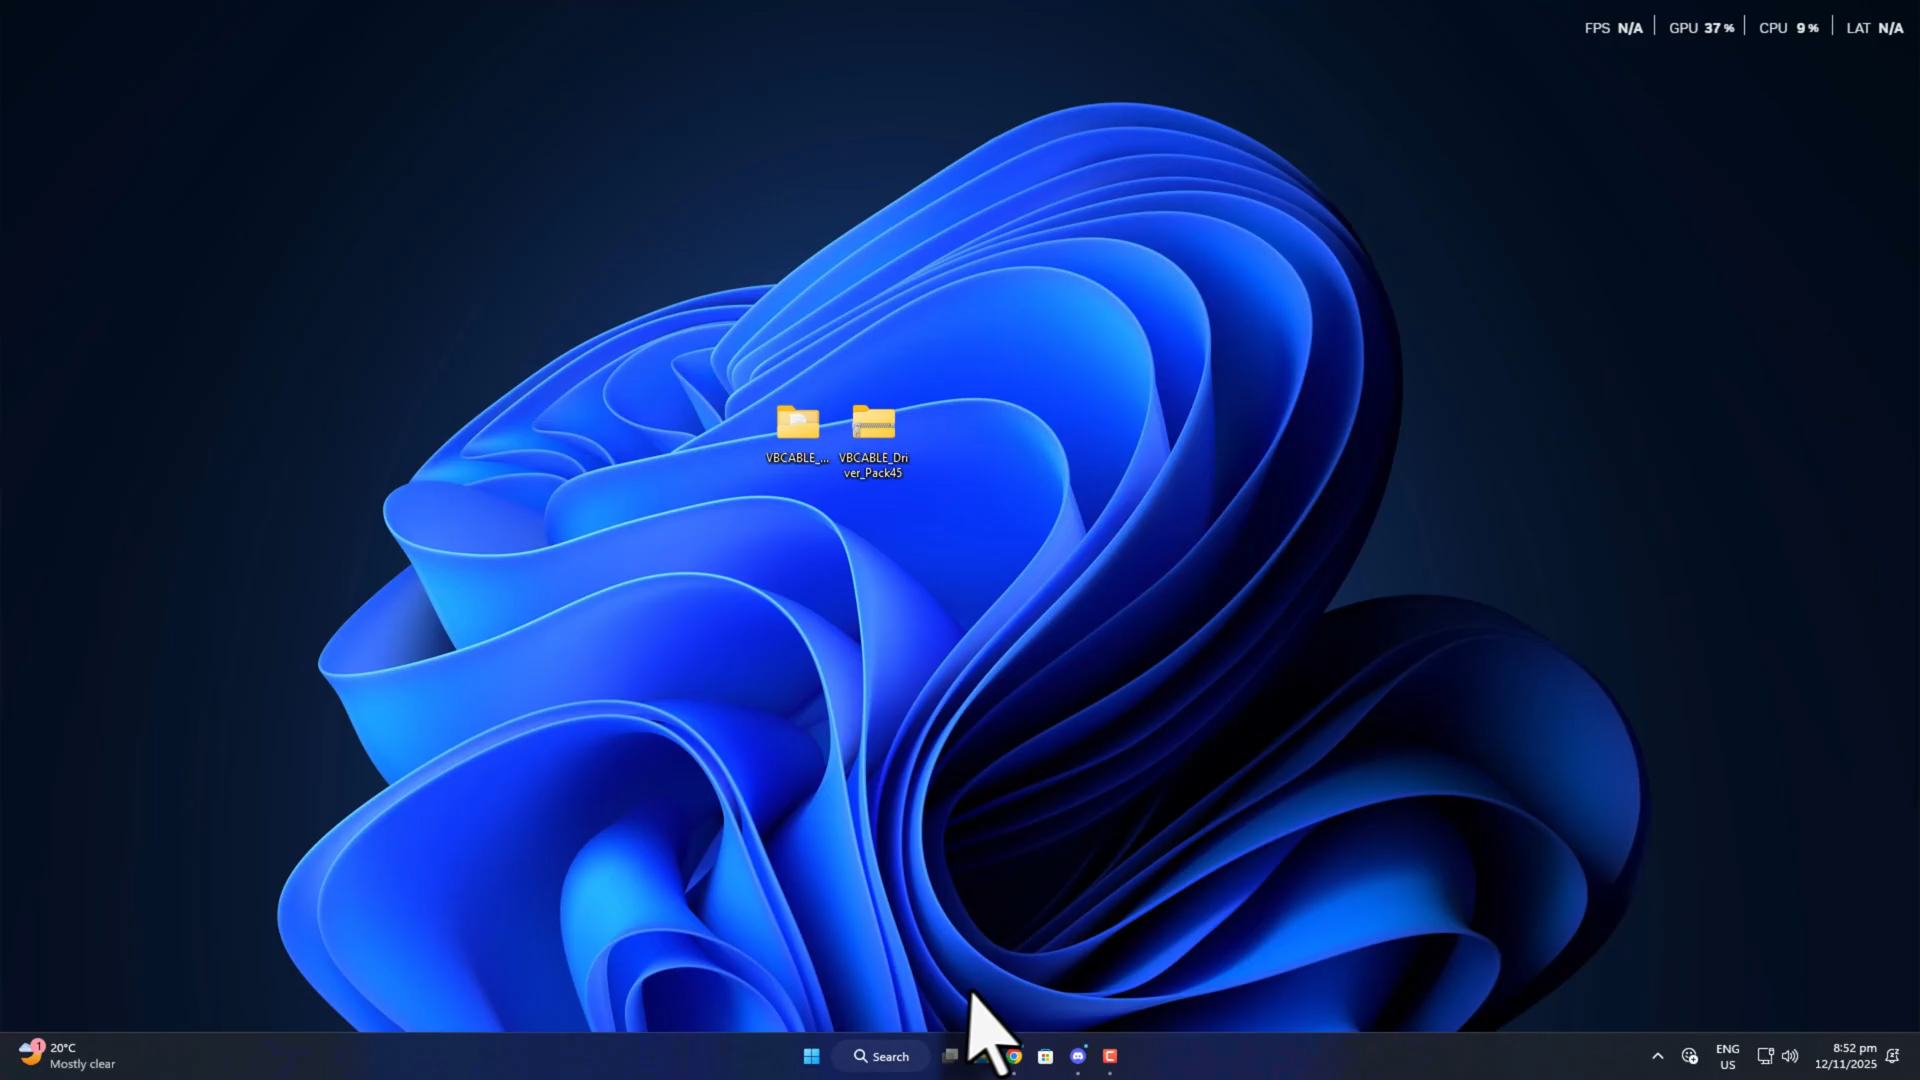 FPS N/A GPU 37% CPU 9% LAT N/A
VBCABLE_...
VBCABLE_Dri
ver_Pack45
1
20°C
Mostly clear
Search
ENG
US
8:52 pm
12/11/2025